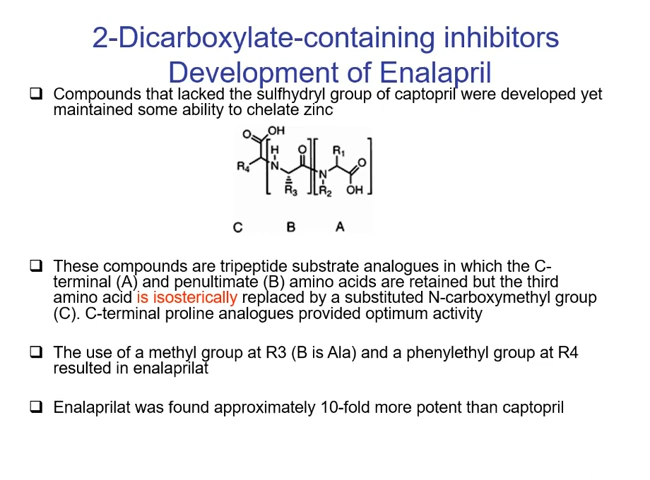 2-Dicarboxylate-containing inhibitors
Development of Enalapril
❑ Compounds that lacked the sulfhydryl group of captopril were developed yet
maintained some ability to chelate zinc
O OH
H O R₁
R₄ N N O
R₃ R₂ OH
C B A
❑ These compounds are tripeptide substrate analogues in which the C-
terminal (A) and penultimate (B) amino acids are retained but the third
amino acid is isosterically replaced by a substituted N-carboxymethyl group
(C). C-terminal proline analogues provided optimum activity
❑ The use of a methyl group at R3 (B is Ala) and a phenylethyl group at R4
resulted in enalaprilat
❑ Enalaprilat was found approximately 10-fold more potent than captopril